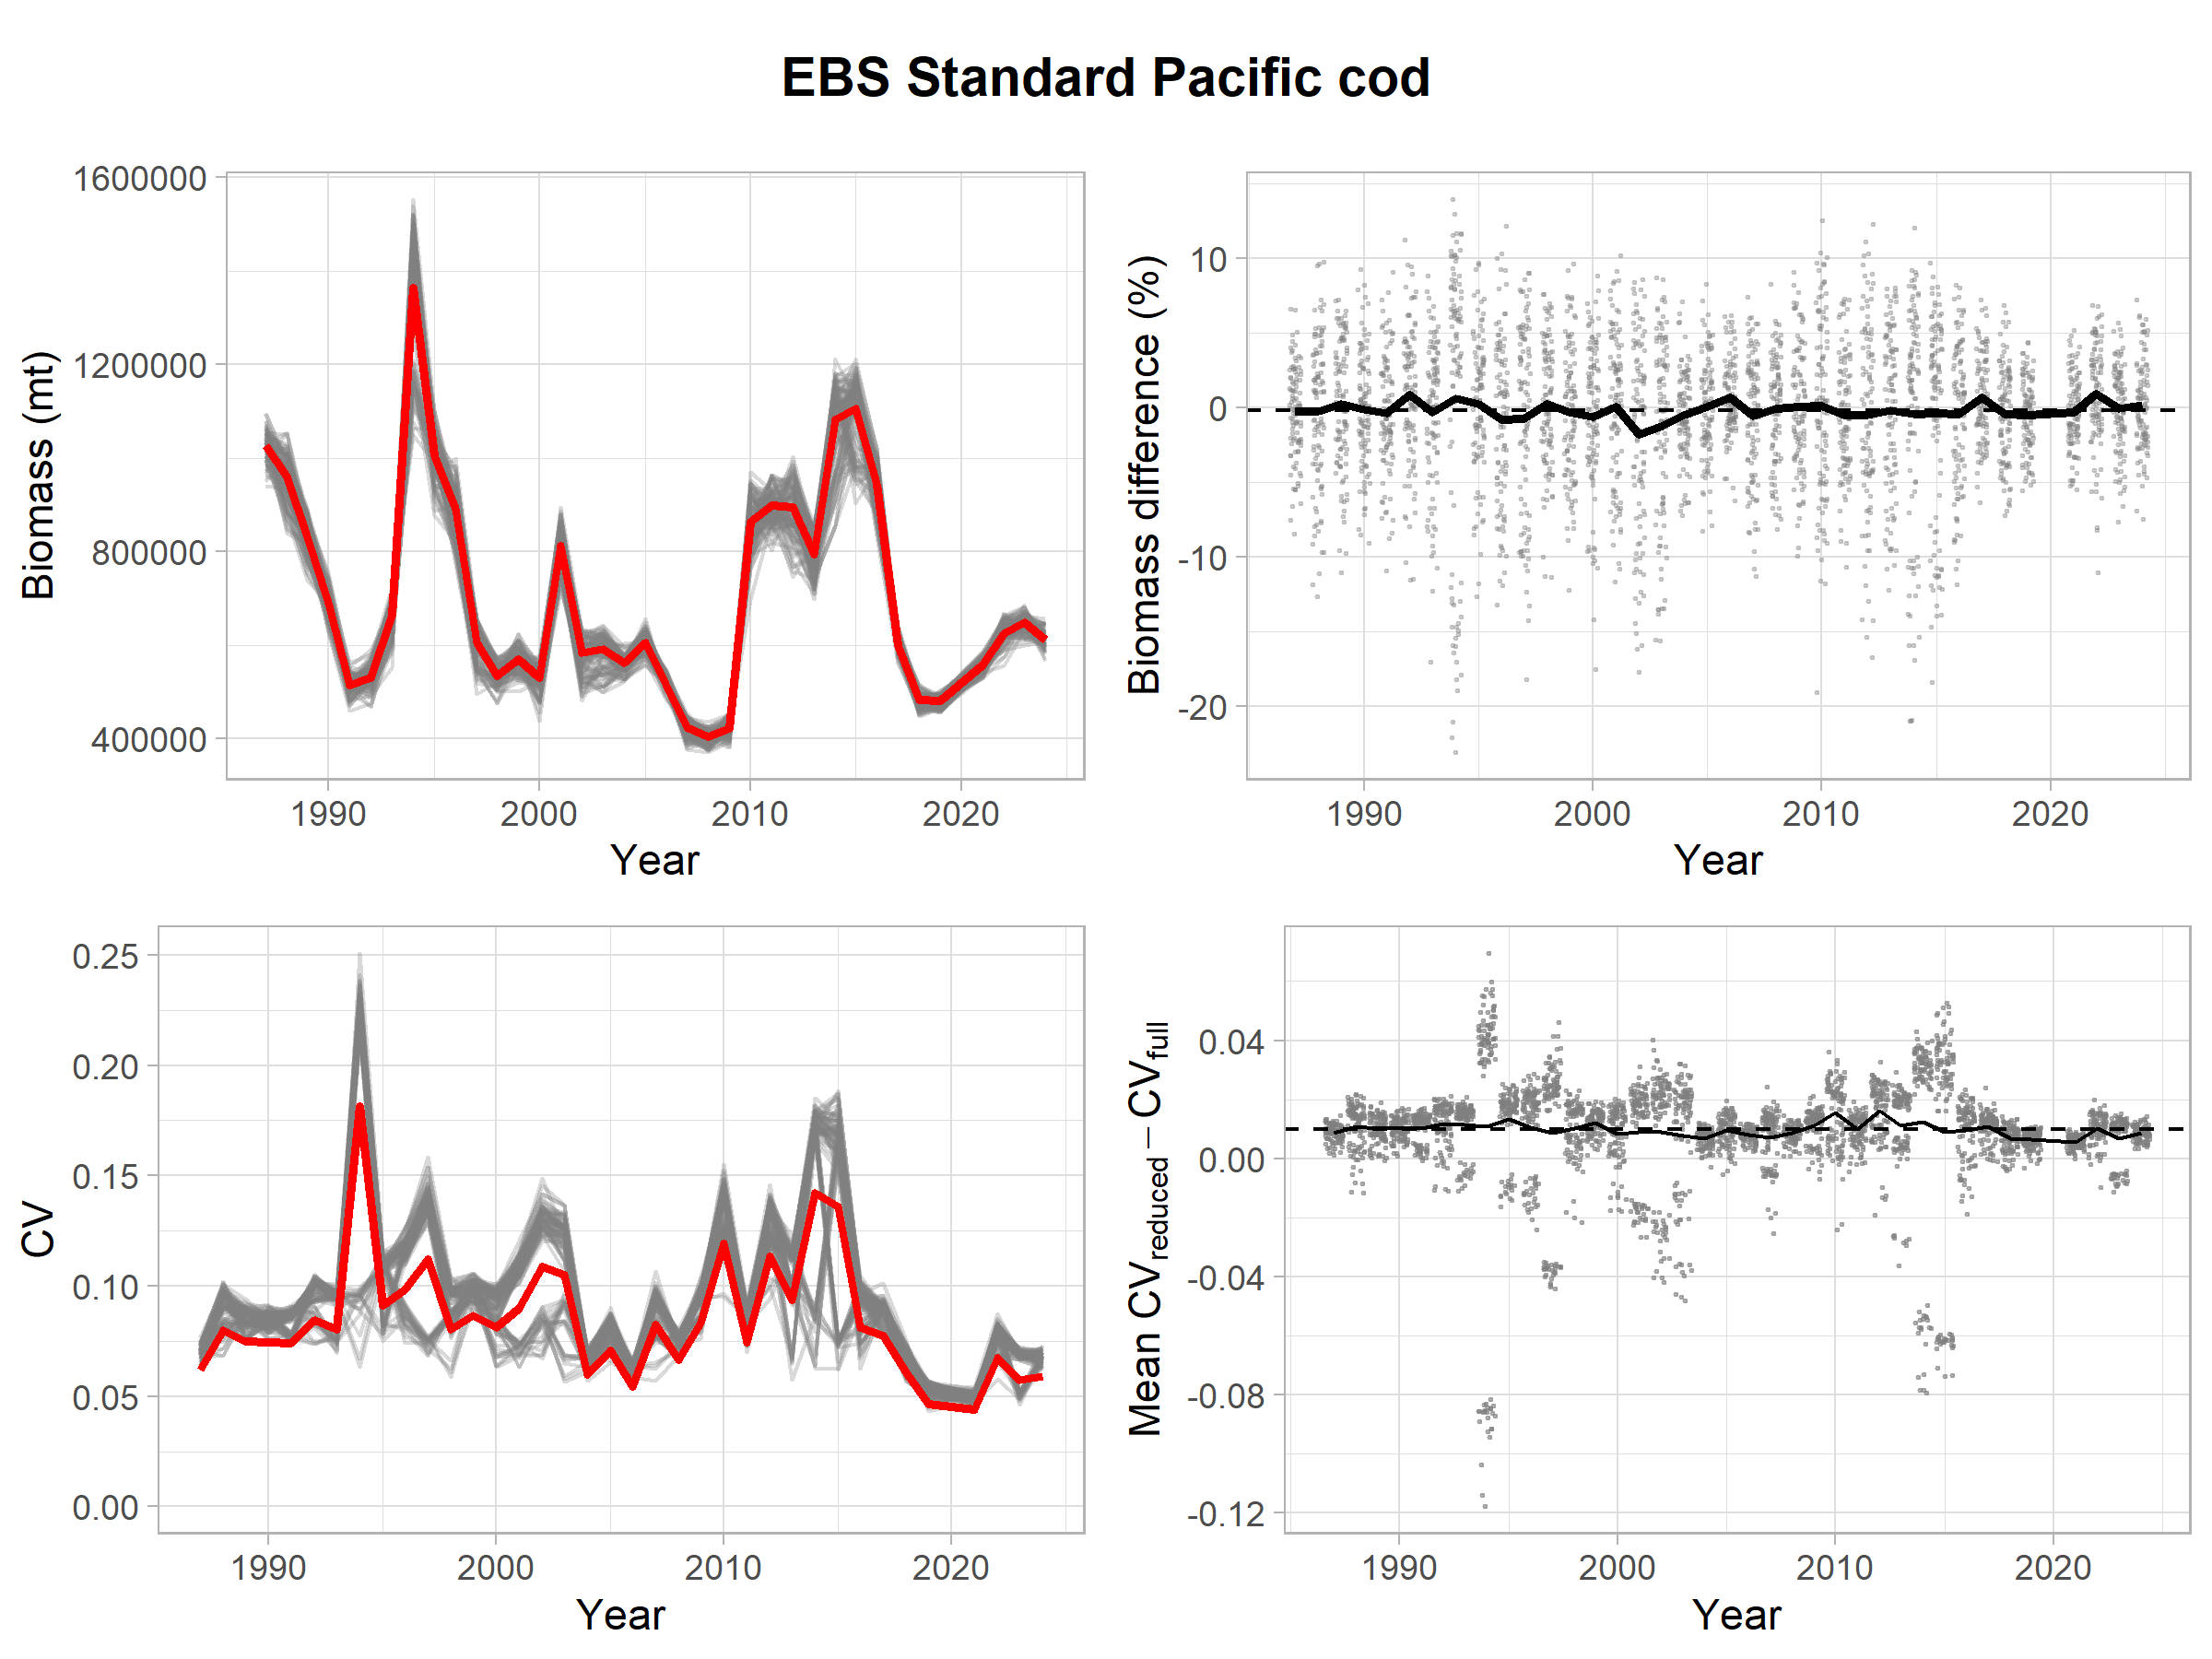 EBS Standard Pacific cod
Biomass (mt)
1600000
1200000
800000
400000
1990 2000 2010 2020
Year
Biomass difference (%)
10
0
-10
-20
1990 2000 2010 2020
Year
CV
0.25
0.20
0.15
0.10
0.05
0.00
1990 2000 2010 2020
Year
Mean CVreduced − CVfull
0.04
0.00
-0.04
-0.08
-0.12
1990 2000 2010 2020
Year